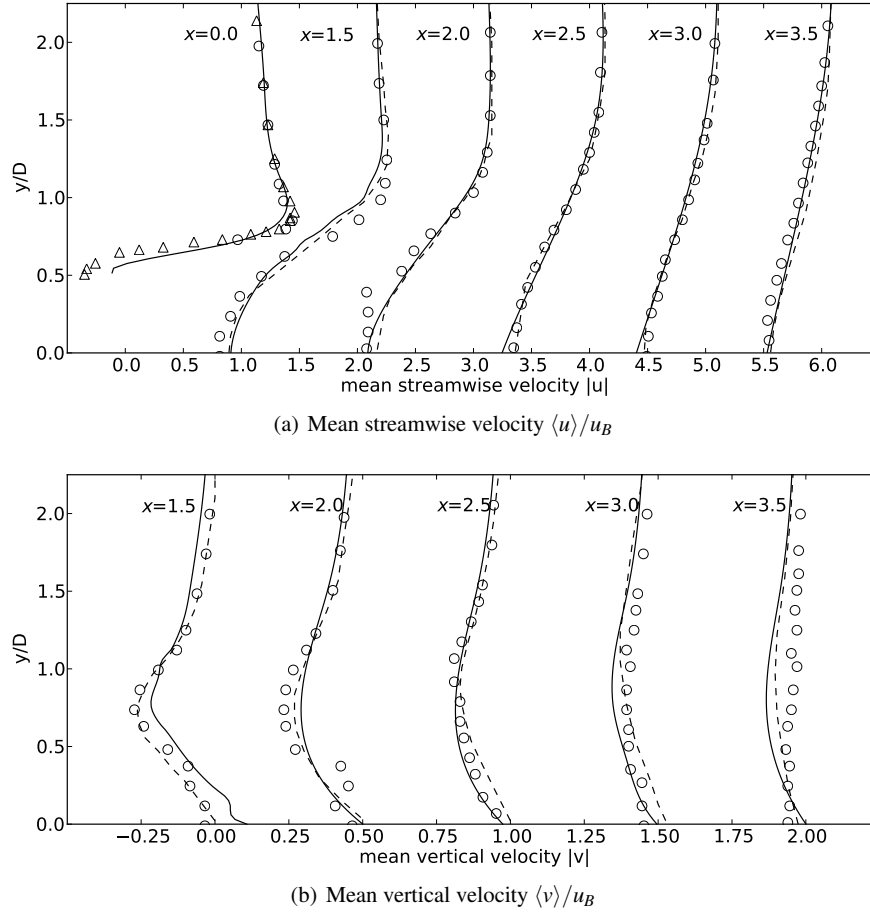 x=0.0 x=1.5 x=2.0 x=2.5 x=3.0 x=3.5
2.0
1.5
y/D
1.0
0.5
0.0
0.0 0.5 1.0 1.5 2.0 2.5 3.0 3.5 4.0 4.5 5.0 5.5 6.0
mean streamwise velocity |u|
(a) Mean streamwise velocity ⟨u⟩/u_B
x=1.5 x=2.0 x=2.5 x=3.0 x=3.5
2.0
1.5
y/D
1.0
0.5
0.0
−0.25 0.00 0.25 0.50 0.75 1.00 1.25 1.50 1.75 2.00
mean vertical velocity |v|
(b) Mean vertical velocity ⟨v⟩/u_B